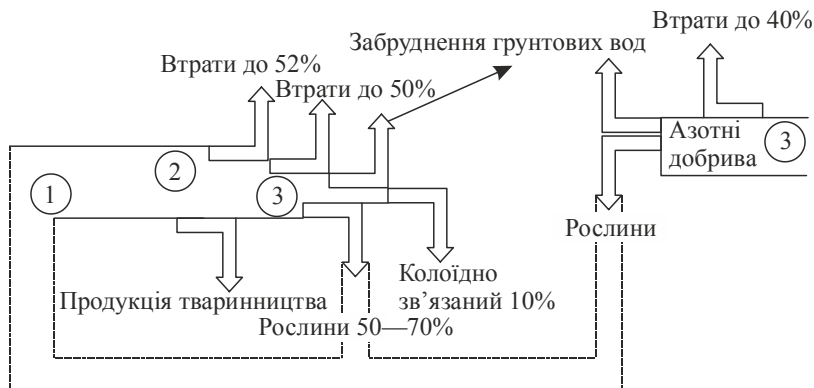 Втрати до 40%
Забруднення грунтових вод
Втрати до 52%
Втрати до 50%
Азотні
добрива
3
2
1
3
Рослини
Продукція тваринництва
Колоїдно
зв’язаний 10%
Рослини 50—70%